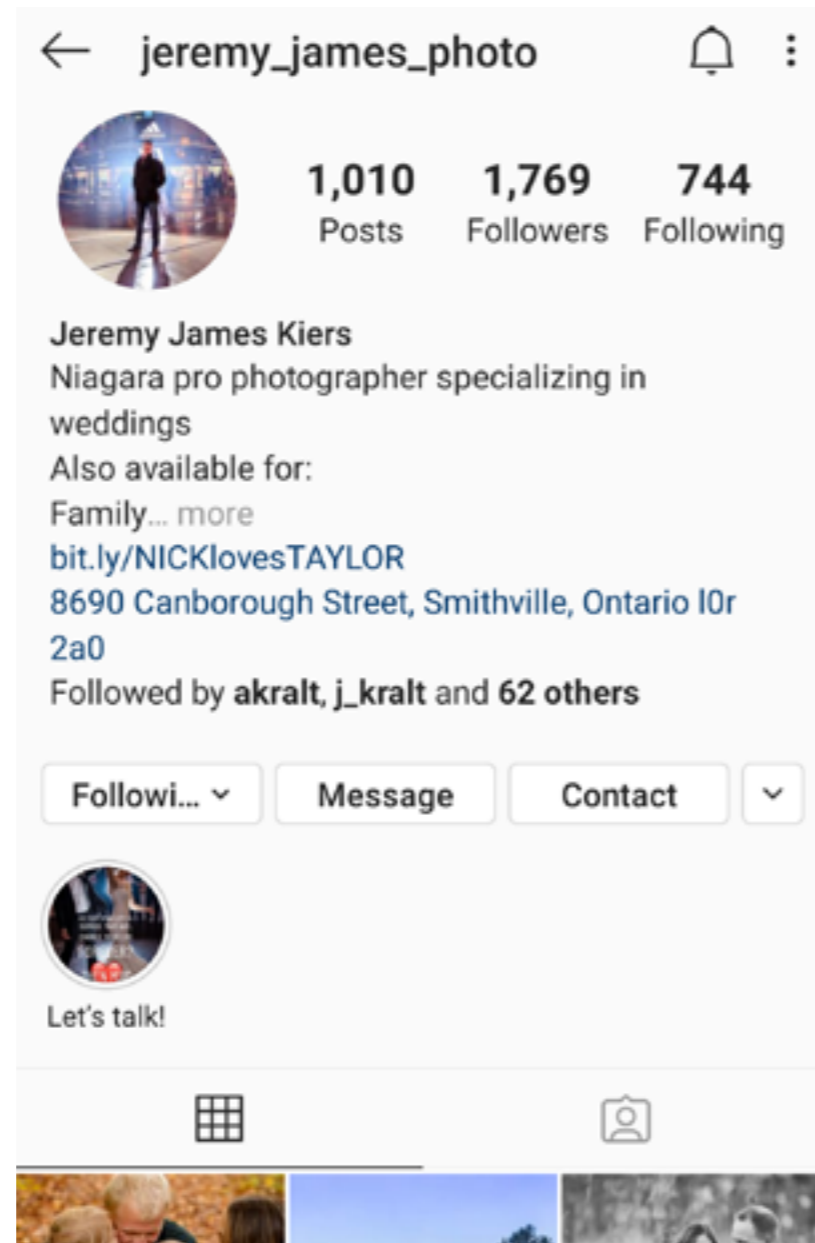 jeremy_james_photo
1,010 1,769 744
Posts Followers Following
Jeremy James Kiers
Niagara pro photographer specializing in
weddings
Also available for:
Family... more
bit.ly/NICKlovesTAYLOR
8690 Canborough Street, Smithville, Ontario l0r
2a0
Followed by akralt, j_kralt and 62 others
Followi... Message Contact
Let's talk!